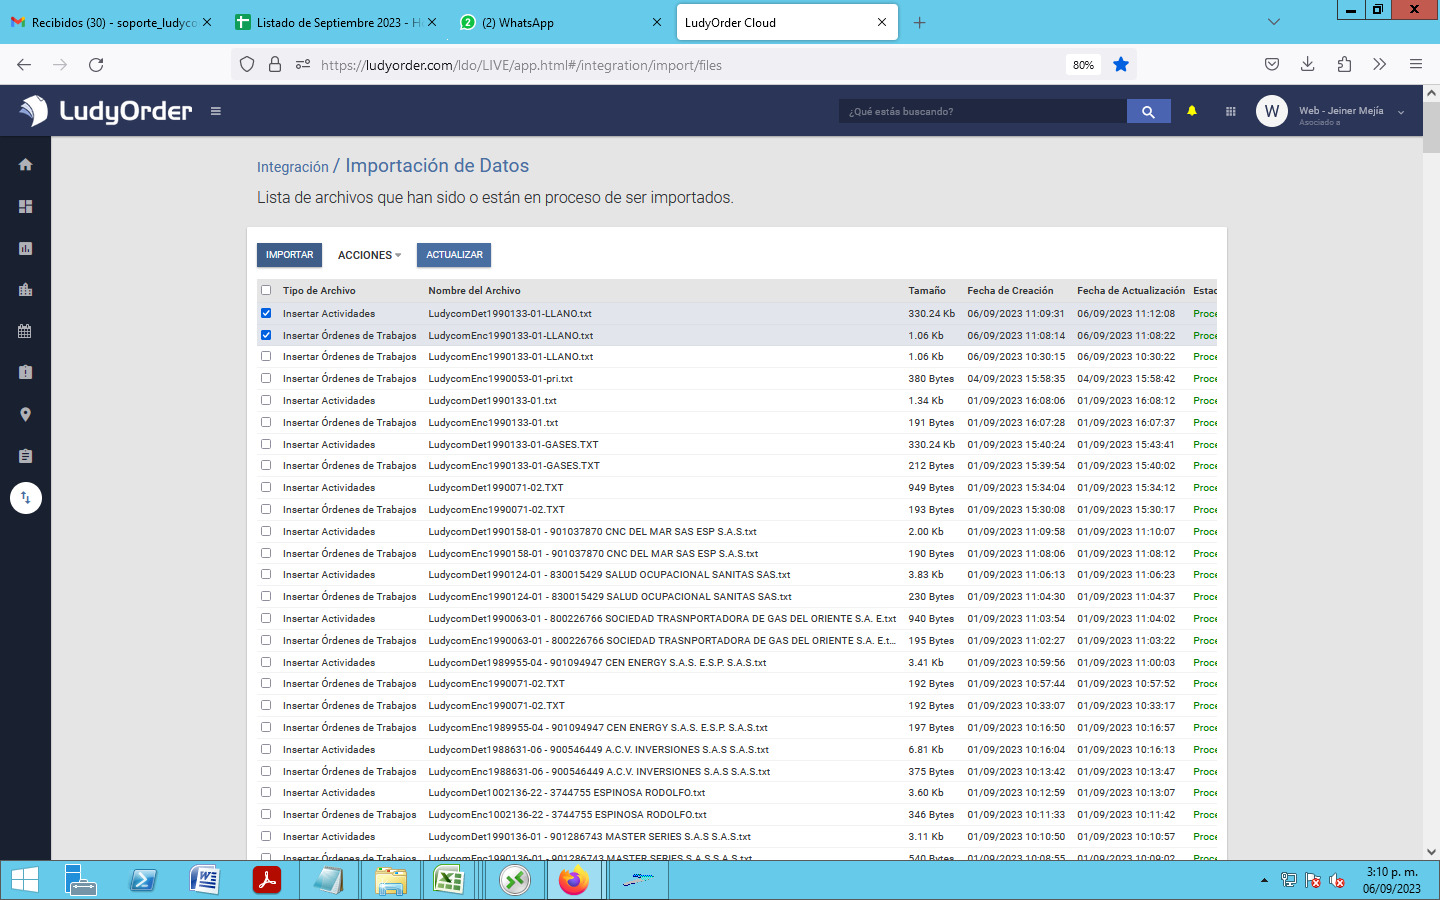 Recibidos (30) - soporte_ludyco
Listado de Septiembre 2023 - H
(2) WhatsApp
LudyOrder Cloud
https://ludyorder.com/ldo/LIVE/app.html#/integration/import/files
80%
LudyOrder
¿Qué estás buscando?
W
Web - Jeiner Mejía
Asociado a
Integración / Importación de Datos
Lista de archivos que han sido o están en proceso de ser importados.
IMPORTAR ACCIONES ACTUALIZAR
Tipo de Archivo Nombre del Archivo Tamaño Fecha de Creación Fecha de Actualización Estac
Insertar Actividades LudycomDet1990133-01-LLANO.txt 330.24 Kb 06/09/2023 11:09:31 06/09/2023 11:12:08 Proce
Insertar Órdenes de Trabajos LudycomEnc1990133-01-LLANO.txt 1.06 Kb 06/09/2023 11:08:14 06/09/2023 11:08:22 Proce
Insertar Órdenes de Trabajos LudycomEnc1990133-01-LLANO.txt 1.06 Kb 06/09/2023 10:30:15 06/09/2023 10:30:22 Proce
Insertar Órdenes de Trabajos LudycomEnc1990053-01-pri.txt 380 Bytes 04/09/2023 15:58:35 04/09/2023 15:58:42 Proce
Insertar Actividades LudycomDet1990133-01.txt 1.34 Kb 01/09/2023 16:08:06 01/09/2023 16:08:12 Proce
Insertar Órdenes de Trabajos LudycomEnc1990133-01.txt 191 Bytes 01/09/2023 16:07:28 01/09/2023 16:07:37 Proce
Insertar Actividades LudycomDet1990133-01-GASES.TXT 330.24 Kb 01/09/2023 15:40:24 01/09/2023 15:43:41 Proce
Insertar Órdenes de Trabajos LudycomEnc1990133-01-GASES.TXT 212 Bytes 01/09/2023 15:39:54 01/09/2023 15:40:02 Proce
Insertar Actividades LudycomDet1990071-02.TXT 949 Bytes 01/09/2023 15:34:04 01/09/2023 15:34:12 Proce
Insertar Órdenes de Trabajos LudycomEnc1990071-02.TXT 193 Bytes 01/09/2023 15:30:08 01/09/2023 15:30:17 Proce
Insertar Actividades LudycomDet1990158-01 - 901037870 CNC DEL MAR SAS ESP S.A.S.txt 2.00 Kb 01/09/2023 11:09:58 01/09/2023 11:10:07 Proce
Insertar Órdenes de Trabajos LudycomEnc1990158-01 - 901037870 CNC DEL MAR SAS ESP S.A.S.txt 190 Bytes 01/09/2023 11:08:06 01/09/2023 11:08:12 Proce
Insertar Actividades LudycomDet1990124-01 - 830015429 SALUD OCUPACIONAL SANITAS SAS.txt 3.83 Kb 01/09/2023 11:06:13 01/09/2023 11:06:23 Proce
Insertar Órdenes de Trabajos LudycomEnc1990124-01 - 830015429 SALUD OCUPACIONAL SANITAS SAS.txt 230 Bytes 01/09/2023 11:04:30 01/09/2023 11:04:37 Proce
Insertar Actividades LudycomDet1990063-01 - 800226766 SOCIEDAD TRASNPORTADORA DE GAS DEL ORIENTE S.A. E.txt 940 Bytes 01/09/2023 11:03:54 01/09/2023 11:04:02 Proce
Insertar Órdenes de Trabajos LudycomEnc1990063-01 - 800226766 SOCIEDAD TRASNPORTADORA DE GAS DEL ORIENTE S.A. E.t... 195 Bytes 01/09/2023 11:02:27 01/09/2023 11:03:22 Proce
Insertar Actividades LudycomDet1989955-04 - 901094947 CEN ENERGY S.A.S. E.S.P. S.A.S.txt 3.41 Kb 01/09/2023 10:59:56 01/09/2023 11:00:03 Proce
Insertar Órdenes de Trabajos LudycomEnc1990071-02.TXT 192 Bytes 01/09/2023 10:57:44 01/09/2023 10:57:52 Proce
Insertar Órdenes de Trabajos LudycomEnc1990071-02.TXT 192 Bytes 01/09/2023 10:33:07 01/09/2023 10:33:17 Proce
Insertar Órdenes de Trabajos LudycomEnc1989955-04 - 901094947 CEN ENERGY S.A.S. E.S.P. S.A.S.txt 197 Bytes 01/09/2023 10:16:50 01/09/2023 10:16:57 Proce
Insertar Actividades LudycomDet1988631-06 - 900546449 A.C.V. INVERSIONES S.A.S S.A.S.txt 6.81 Kb 01/09/2023 10:16:04 01/09/2023 10:16:13 Proce
Insertar Órdenes de Trabajos LudycomEnc1988631-06 - 900546449 A.C.V. INVERSIONES S.A.S S.A.S.txt 375 Bytes 01/09/2023 10:13:42 01/09/2023 10:13:47 Proce
Insertar Actividades LudycomDet1002136-22 - 3744755 ESPINOSA RODOLFO.txt 3.60 Kb 01/09/2023 10:12:59 01/09/2023 10:13:07 Proce
Insertar Órdenes de Trabajos LudycomEnc1002136-22 - 3744755 ESPINOSA RODOLFO.txt 346 Bytes 01/09/2023 10:11:33 01/09/2023 10:11:42 Proce
Insertar Actividades LudycomDet1990136-01 - 901286743 MASTER SERIES S.A.S S.A.S.txt 3.11 Kb 01/09/2023 10:10:50 01/09/2023 10:10:57 Proce
Insertar Órdenes de Trabajos LudycomEnc1990136-01 - 901286743 MASTER SERIES S.A.S S.A.S.txt 540 Bytes 01/09/2023 10:08:55 01/09/2023 10:09:02 Proce
3:10 p. m.
06/09/2023